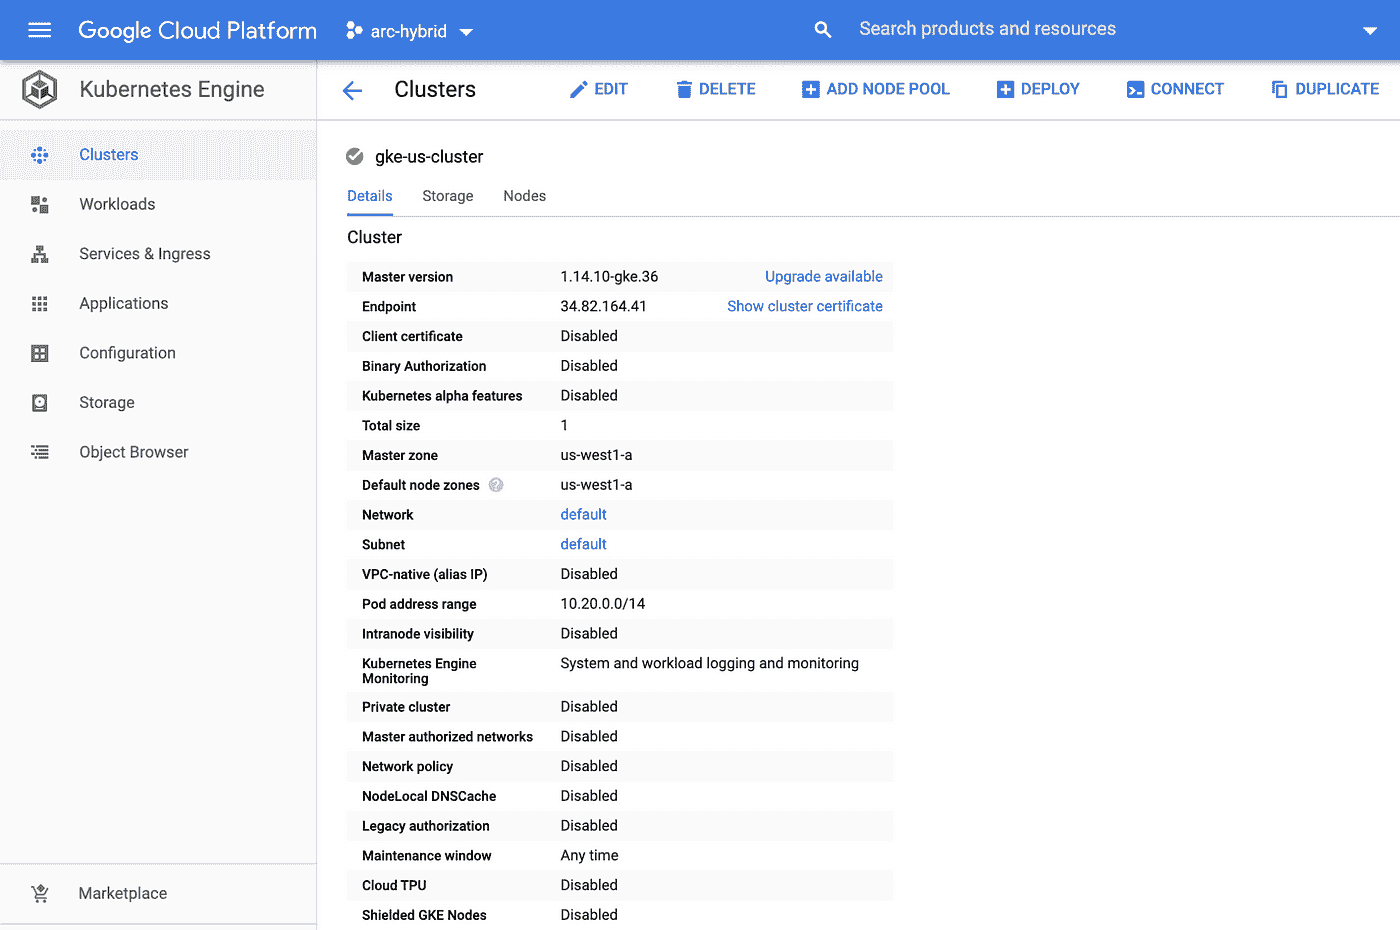 Google Cloud Platform arc-hybrid Search products and resources
Kubernetes Engine
Clusters EDIT DELETE ADD NODE POOL DEPLOY CONNECT DUPLICATE
Clusters
Workloads
Services & Ingress
Applications
Configuration
Storage
Object Browser
Marketplace
gke-us-cluster
Details Storage Nodes
Cluster
Master version 1.14.10-gke.36 Upgrade available
Endpoint 34.82.164.41 Show cluster certificate
Client certificate Disabled
Binary Authorization Disabled
Kubernetes alpha features Disabled
Total size 1
Master zone us-west1-a
Default node zones ? us-west1-a
Network default
Subnet default
VPC-native (alias IP) Disabled
Pod address range 10.20.0.0/14
Intranode visibility Disabled
Kubernetes Engine System and workload logging and monitoring
Monitoring
Private cluster Disabled
Master authorized networks Disabled
Network policy Disabled
NodeLocal DNSCache Disabled
Legacy authorization Disabled
Maintenance window Any time
Cloud TPU Disabled
Shielded GKE Nodes Disabled